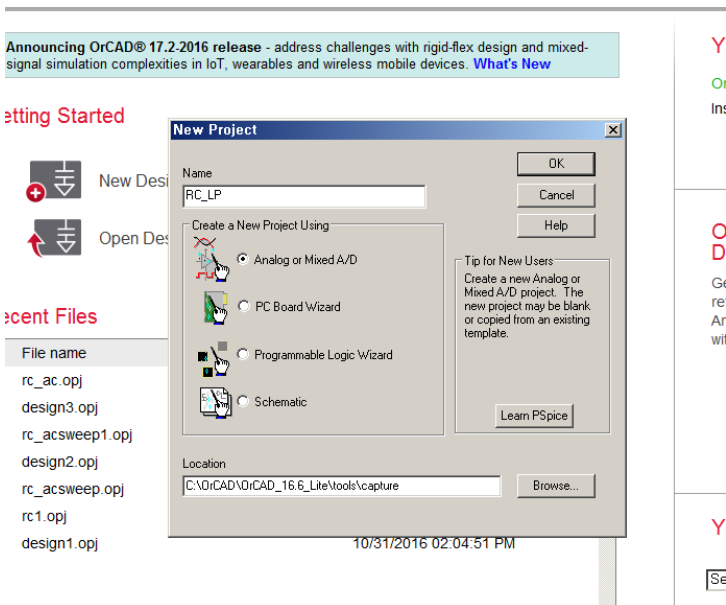 Announcing OrCAD® 17.2-2016 release - address challenges with rigid-flex design and mixed-
signal simulation complexities in IoT, wearables and wireless mobile devices. What's New
etting Started
New Desi
Open Des
ecent Files
File name
rc_ac.opj
design3.opj
rc_acsweep1.opj
design2.opj
rc_acsweep.opj
rc1.opj
design1.opj
10/31/2016 02:04:51 PM
New Project
Name
RC_LP
OK
Cancel
Help
Create a New Project Using
Analog or Mixed A/D
PC Board Wizard
Programmable Logic Wizard
Schematic
Tip for New Users
Create a new Analog or
Mixed A/D project. The
new project may be blank
or copied from an existing
template.
Learn PSpice
Location
C:\OrCAD\OrCAD_16.6_Lite\tools\capture
Browse...
Y
Or
Ins
O
D
Ge
re
Ar
wit
Y
Se